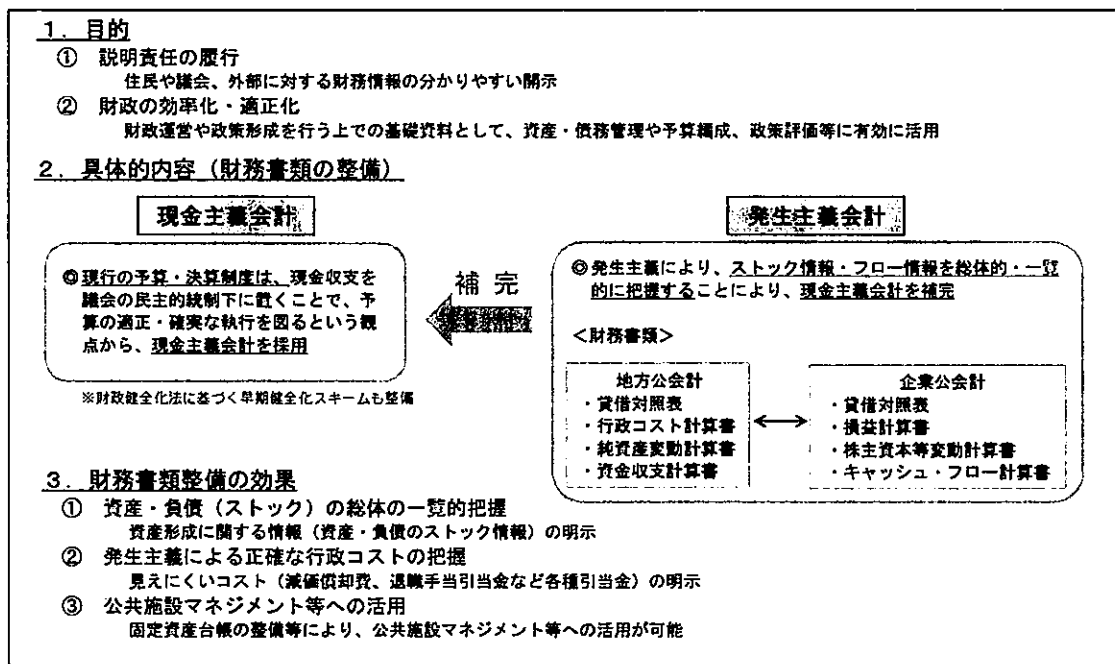 １．目的
① 説明責任の履行
住民や議会、外部に対する財務情報の分かりやすい開示
② 財政の効率化・適正化
財政運営や政策形成を行う上での基礎資料として、資産・債務管理や予算編成、政策評価等に有効に活用
２．具体的内容（財務書類の整備）
現金主義会計
◎現行の予算・決算制度は、現金収支を
議会の民主的統制下に置くことで、予
算の適正・確実な執行を図るという観
点から、現金主義会計を採用
※財政健全化法に基づく早期健全化スキームも整備
補 完
発生主義会計
◎発生主義により、ストック情報・フロー情報を総体的・一覧
的に把握することにより、現金主義会計を補完
＜財務書類＞
地方公会計
・貸借対照表
・行政コスト計算書
・純資産変動計算書
・資金収支計算書
企業公会計
・貸借対照表
・損益計算書
・株主資本等変動計算書
・キャッシュ・フロー計算書
３．財務書類整備の効果
① 資産・負債（ストック）の総体の一覧的把握
資産形成に関する情報（資産・負債のストック情報）の明示
② 発生主義による正確な行政コストの把握
見えにくいコスト（減価償却費、退職手当引当金など各種引当金）の明示
③ 公共施設マネジメント等への活用
固定資産台帳の整備等により、公共施設マネジメント等への活用が可能